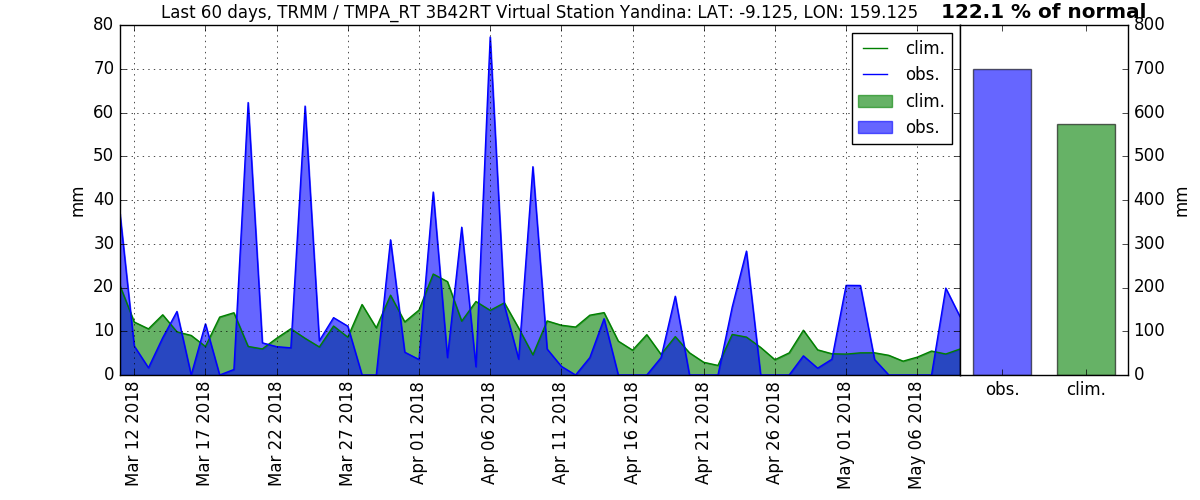 Last 60 days, TRMM / TMPA_RT 3B42RT Virtual Station Yandina: LAT: -9.125, LON: 159.125
122.1 % of normal
80
70
60
50
40
30
20
10
0
mm
clim.
obs.
clim.
obs.
Mar 12 2018
Mar 17 2018
Mar 22 2018
Mar 27 2018
Apr 01 2018
Apr 06 2018
Apr 11 2018
Apr 16 2018
Apr 21 2018
Apr 26 2018
May 01 2018
May 06 2018
800
700
600
500
400
300
200
100
0
mm
obs.
clim.